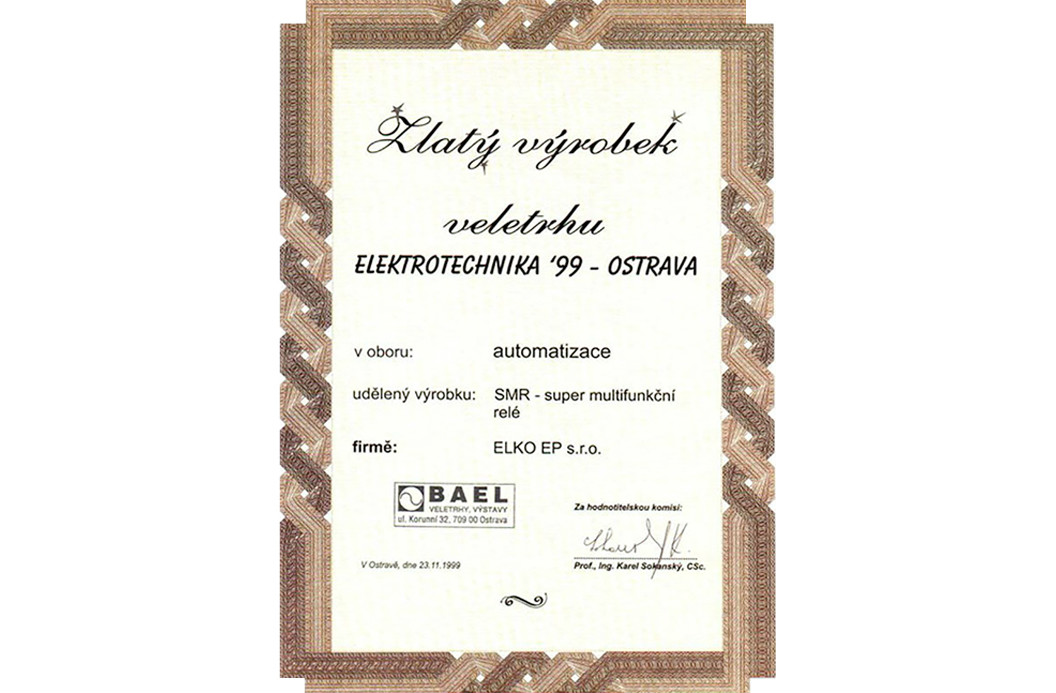 Zlatý výrobek
veletrhu
ELEKTROTECHNIKA '99 - OSTRAVA
v oboru: automatizace
udělený výrobku: SMR - super multifunkční
relé
firmě: ELKO EP s.r.o.
BAEL
VELETRHY, VÝSTAVY
ul. Korunní 32, 709 00 Ostrava
Za hodnotitelskou komisi:
V Ostravě, dne 23.11.1999
Prof., Ing. Karel Sokanský, CSc.